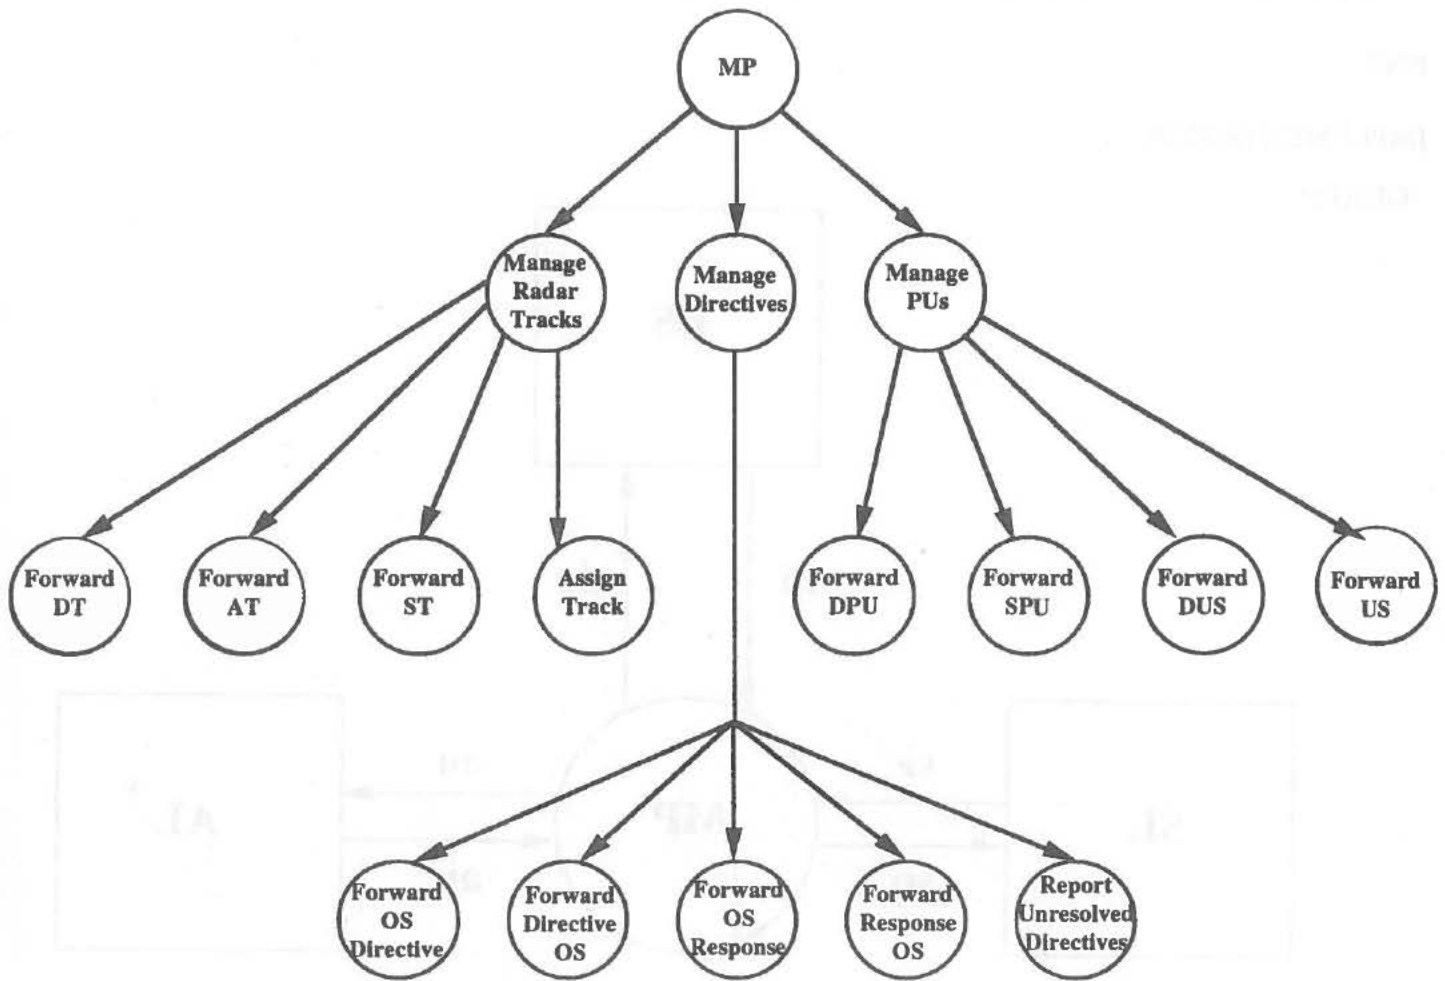 MP
Manage
Radar
Tracks
Manage
Directives
Manage
PUs
Forward
DT
Forward
AT
Forward
ST
Assign
Track
Forward
DPU
Forward
SPU
Forward
DUS
Forward
US
Forward
OS
Directive
Forward
Directive
OS
Forward
OS
Response
Forward
Response
OS
Report
Unresolved
Directives